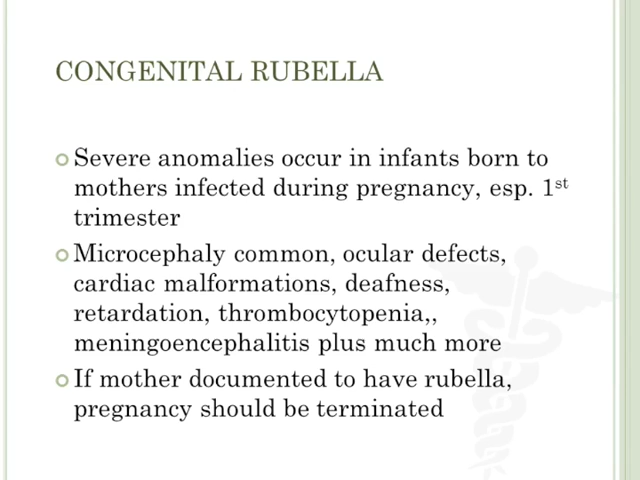 CONGENITAL RUBELLA
Severe anomalies occur in infants born to
mothers infected during pregnancy, esp. 1st
trimester
Microcephaly common, ocular defects,
cardiac malformations, deafness,
retardation, thrombocytopenia,,
meningoencephalitis plus much more
If mother documented to have rubella,
pregnancy should be terminated